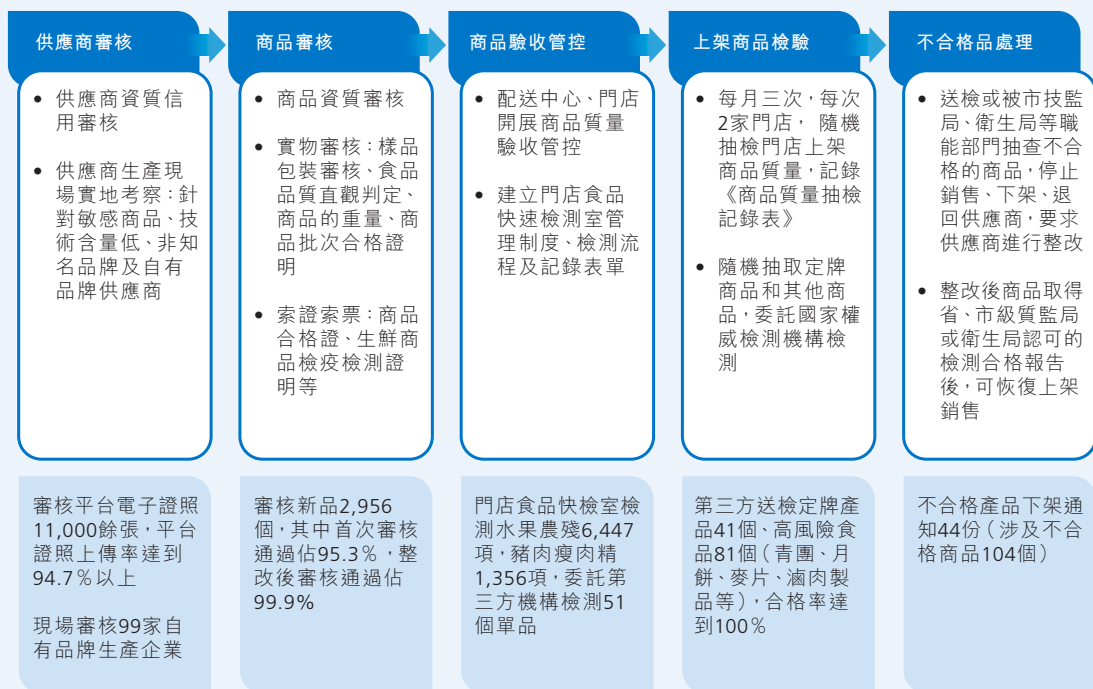 供應商審核
商品審核
商品驗收管控
上架商品檢驗
不合格品處理
• 供應商資質信
用審核
• 供應商生產現
場實地考察：針
對敏感商品、技
術含量低、非知
名品牌及自有
品牌供應商
• 商品資質審核
• 實物審核：樣品
包裝審核、食品
品質直觀判定、
商品的重量、商
品批次合格證
明
• 索證索票：商品
合格證、生鮮商
品檢疫檢測證
明等
• 配送中心、門店
開展商品質量
驗收管控
• 建立門店食品
快速檢測室管
理制度、檢測流
程及記錄表單
• 每月三次，每次
2家門店， 隨機
抽檢門店上架
商品質量，記錄
《商品質量抽檢
記錄表》
• 隨機抽取定牌
商品和其他商
品，委託國家權
威檢測機構檢
測
• 送檢或被市技監
局、衛生局等職
能部門抽查不合
格的商品，停止
銷售、下架、退
回供應商，要求
供應商進行整改
• 整改後商品取得
省、市級質監局
或衛生局認可的
檢測合格報告
後，可恢復上架
銷售
審核平台電子證照
11,000餘張，平台
證照上傳率達到
94.7％以上
現場審核99家自
有品牌生產企業
審核新品2,956
個，其中首次審核
通過佔95.3％，整
改後審核通過佔
99.9%
門店食品快檢室檢
測水果農殘6,447
項，豬肉瘦肉精
1,356項，委託第
三方機構檢測51
個單品
第三方送檢定牌產
品41個、高風險食
品81個（青團、月
餅、麥片、滷肉製
品等），合格率達
到100％
不合格產品下架通
知44份（涉及不合
格商品104個）